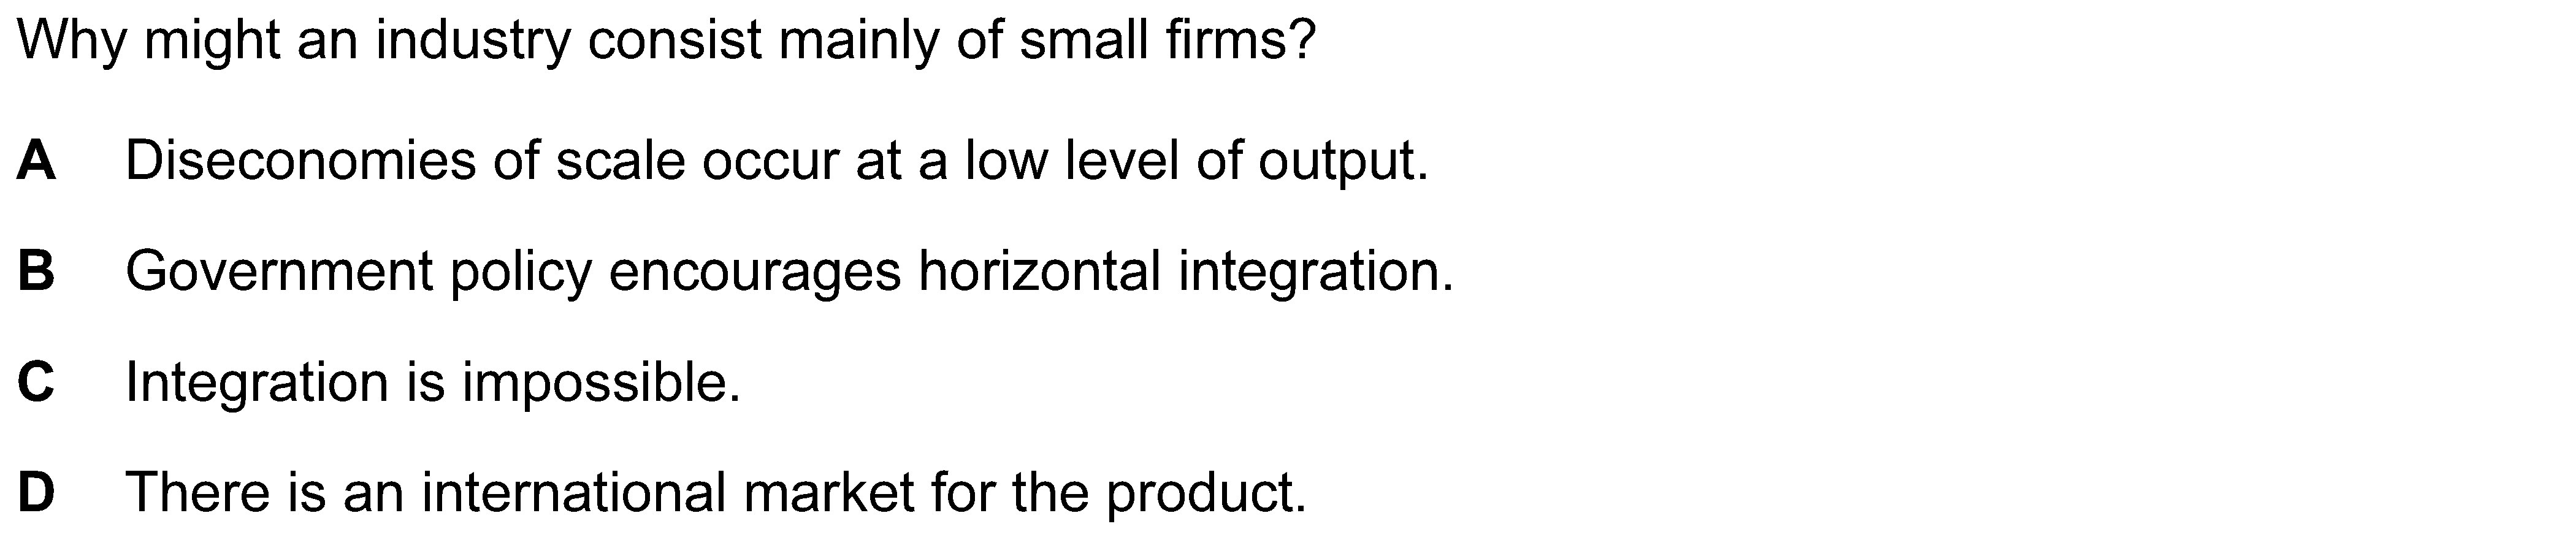 Why might an industry consist mainly of small firms?
A Diseconomies of scale occur at a low level of output.
B Government policy encourages horizontal integration.
C Integration is impossible.
D There is an international market for the product.